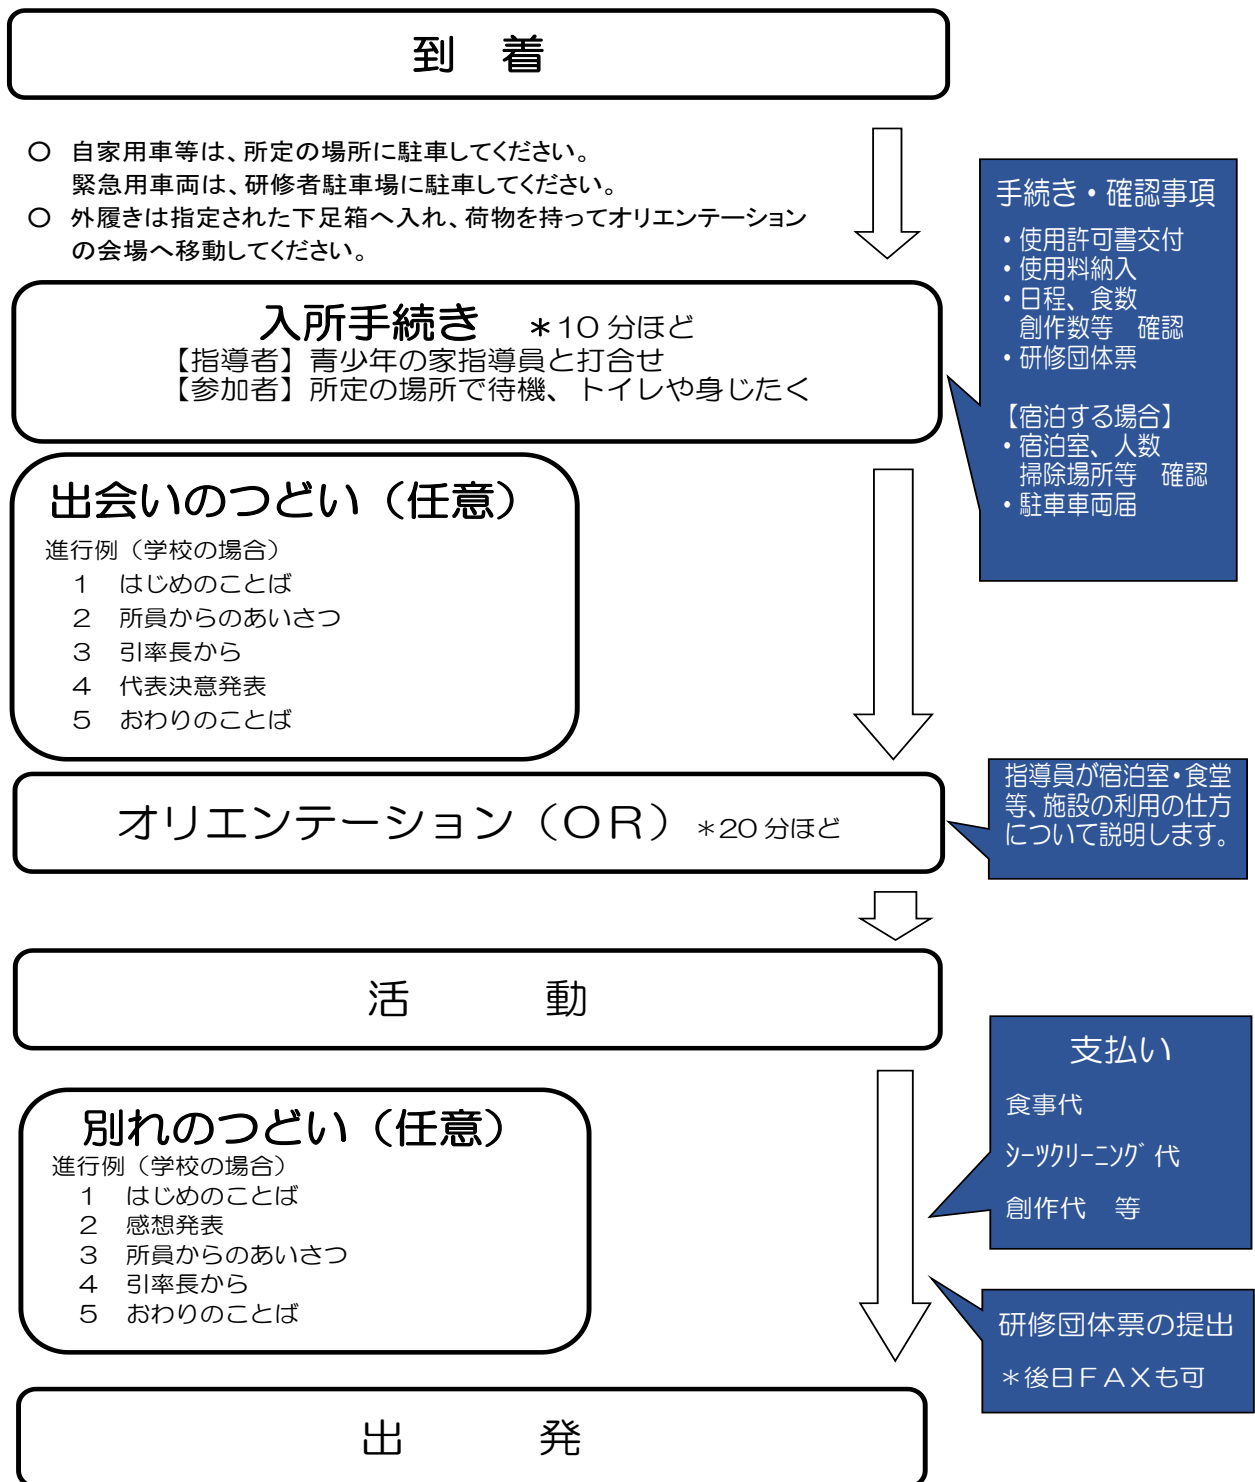 到　着
○　自家用車等は、所定の場所に駐車してください。
緊急用車両は、研修者駐車場に駐車してください。
○　外履きは指定された下足箱へ入れ、荷物を持ってオリエンテーション
の会場へ移動してください。
手続き・確認事項
・使用許可書交付
・使用料納入
・日程、食数
創作数等　確認
・研修団体票
【宿泊する場合】
・宿泊室、人数
掃除場所等　確認
・駐車車両届
入所手続き　＊10 分ほど
【指導者】青少年の家指導員と打合せ
【参加者】所定の場所で待機、トイレや身じたく
出会いのつどい（任意）
進行例（学校の場合）
１　はじめのことば
２　所員からのあいさつ
３　引率長から
４　代表決意発表
５　おわりのことば
オリエンテーション（ＯＲ）＊20 分ほど
指導員が宿泊室・食堂
等、施設の利用の仕方
について説明します。
活　　動
支払い
食事代
ｼｰﾂｸﾘｰﾆﾝｸﾞ代
創作代　等
別れのつどい（任意）
進行例（学校の場合）
１　はじめのことば
２　感想発表
３　所員からのあいさつ
４　引率長から
５　おわりのことば
研修団体票の提出
＊後日ＦＡＸも可
出　　発